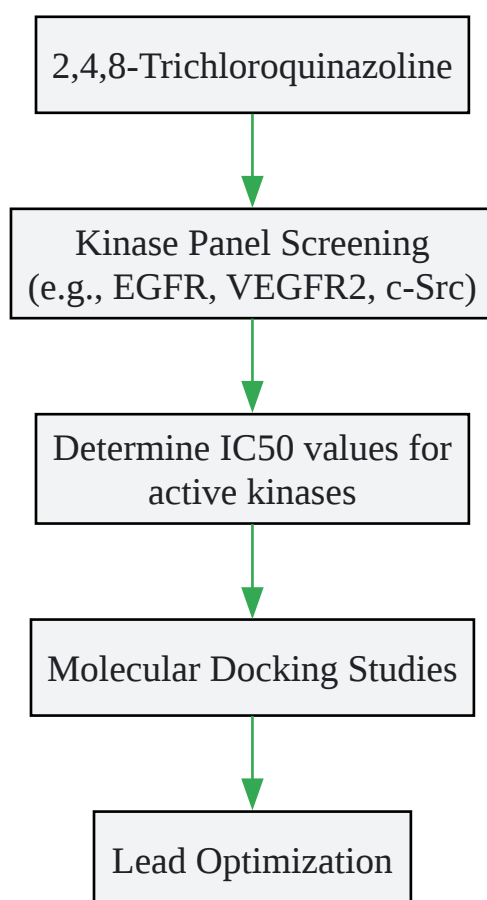 2,4,8-Trichloroquinazoline
Kinase Panel Screening
(e.g., EGFR, VEGFR2, c-Src)
Determine IC50 values for
active kinases
Molecular Docking Studies
Lead Optimization